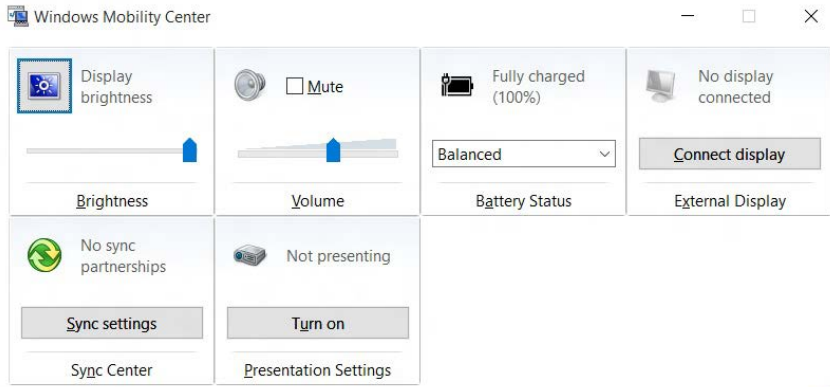 Windows Mobility Center
Display
brightness
Brightness
Mute
Volume
Fully charged
(100%)
Balanced
Battery Status
No display
connected
Connect display
External Display
No sync
partnerships
Sync settings
Sync Center
Not presenting
Turn on
Presentation Settings